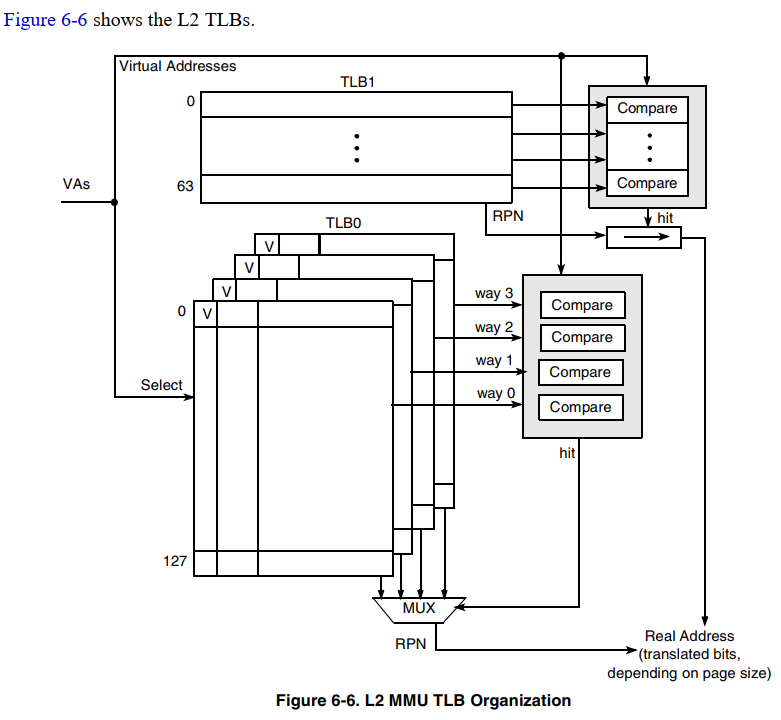 Figure 6-6 shows the L2 TLBs.
Virtual Addresses
TLB1
0
Compare
VAs
63
Compare
RPN
hit
TLB0
V
V
V
0
V
way 3
Compare
way 2
Compare
way 1
Compare
Select
way 0
Compare
hit
127
MUX
RPN
Real Address
(translated bits,
depending on page size)
Figure 6-6. L2 MMU TLB Organization